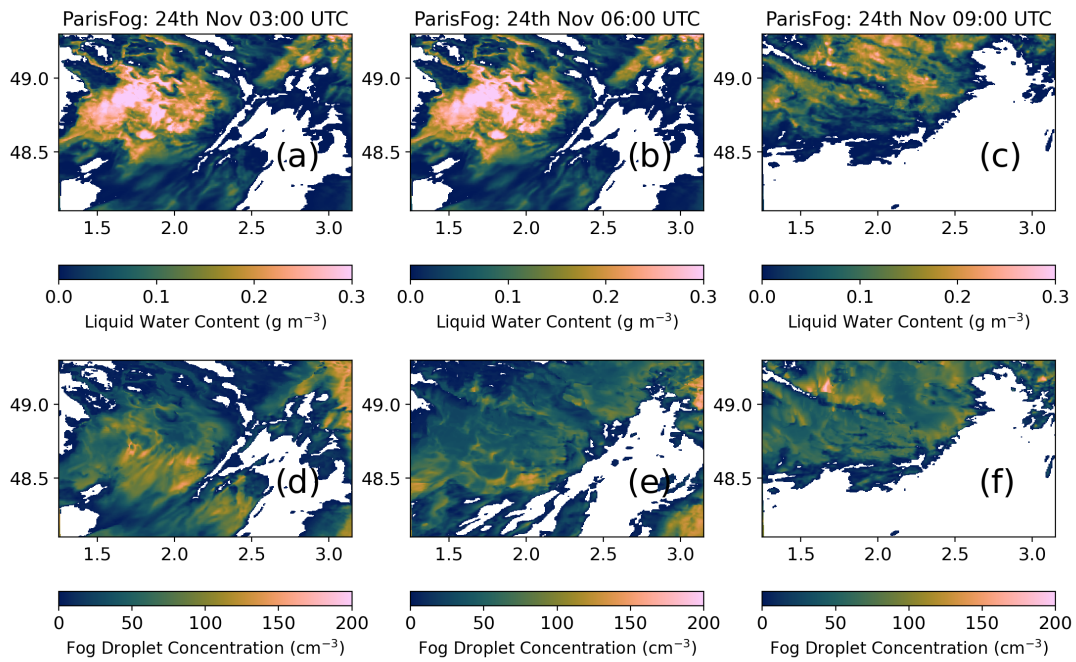 ParisFog: 24th Nov 03:00 UTC ParisFog: 24th Nov 06:00 UTC ParisFog: 24th Nov 09:00 UTC
49.0 49.0 49.0
48.5 48.5 48.5
(a) (b) (c)
1.5 2.0 2.5 3.0 1.5 2.0 2.5 3.0 1.5 2.0 2.5 3.0
0.0 0.1 0.2 0.3 0.0 0.1 0.2 0.3 0.0 0.1 0.2 0.3
Liquid Water Content (g m⁻³) Liquid Water Content (g m⁻³) Liquid Water Content (g m⁻³)
49.0 49.0 49.0
48.5 48.5 48.5
(d) (e) (f)
1.5 2.0 2.5 3.0 1.5 2.0 2.5 3.0 1.5 2.0 2.5 3.0
0 50 100 150 200 0 50 100 150 200 0 50 100 150 200
Fog Droplet Concentration (cm⁻³) Fog Droplet Concentration (cm⁻³) Fog Droplet Concentration (cm⁻³)